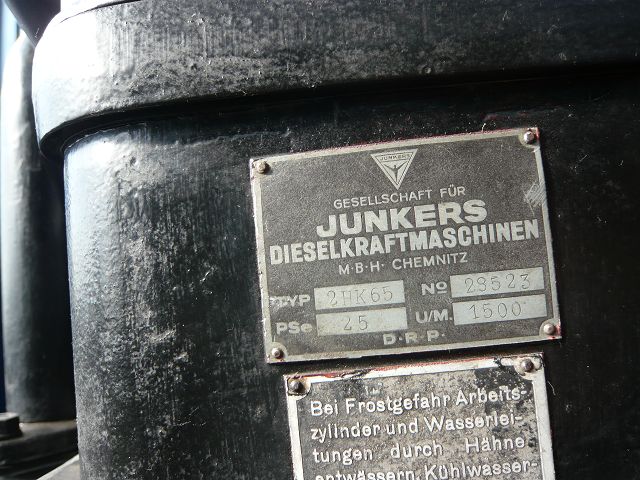 JUNKERS
GESELLSCHAFT FÜR
JUNKERS
DIESELKRAFTMASCHINEN
M·B·H· CHEMNITZ
TYP 2HK65 No 28523
PSe 25 U/M. 1500
D·R·P·
Bei Frostgefahr Arbeits-
zylinder und Wasserlei-
tungen durch Hähne
entwässern. Kühlwasser-